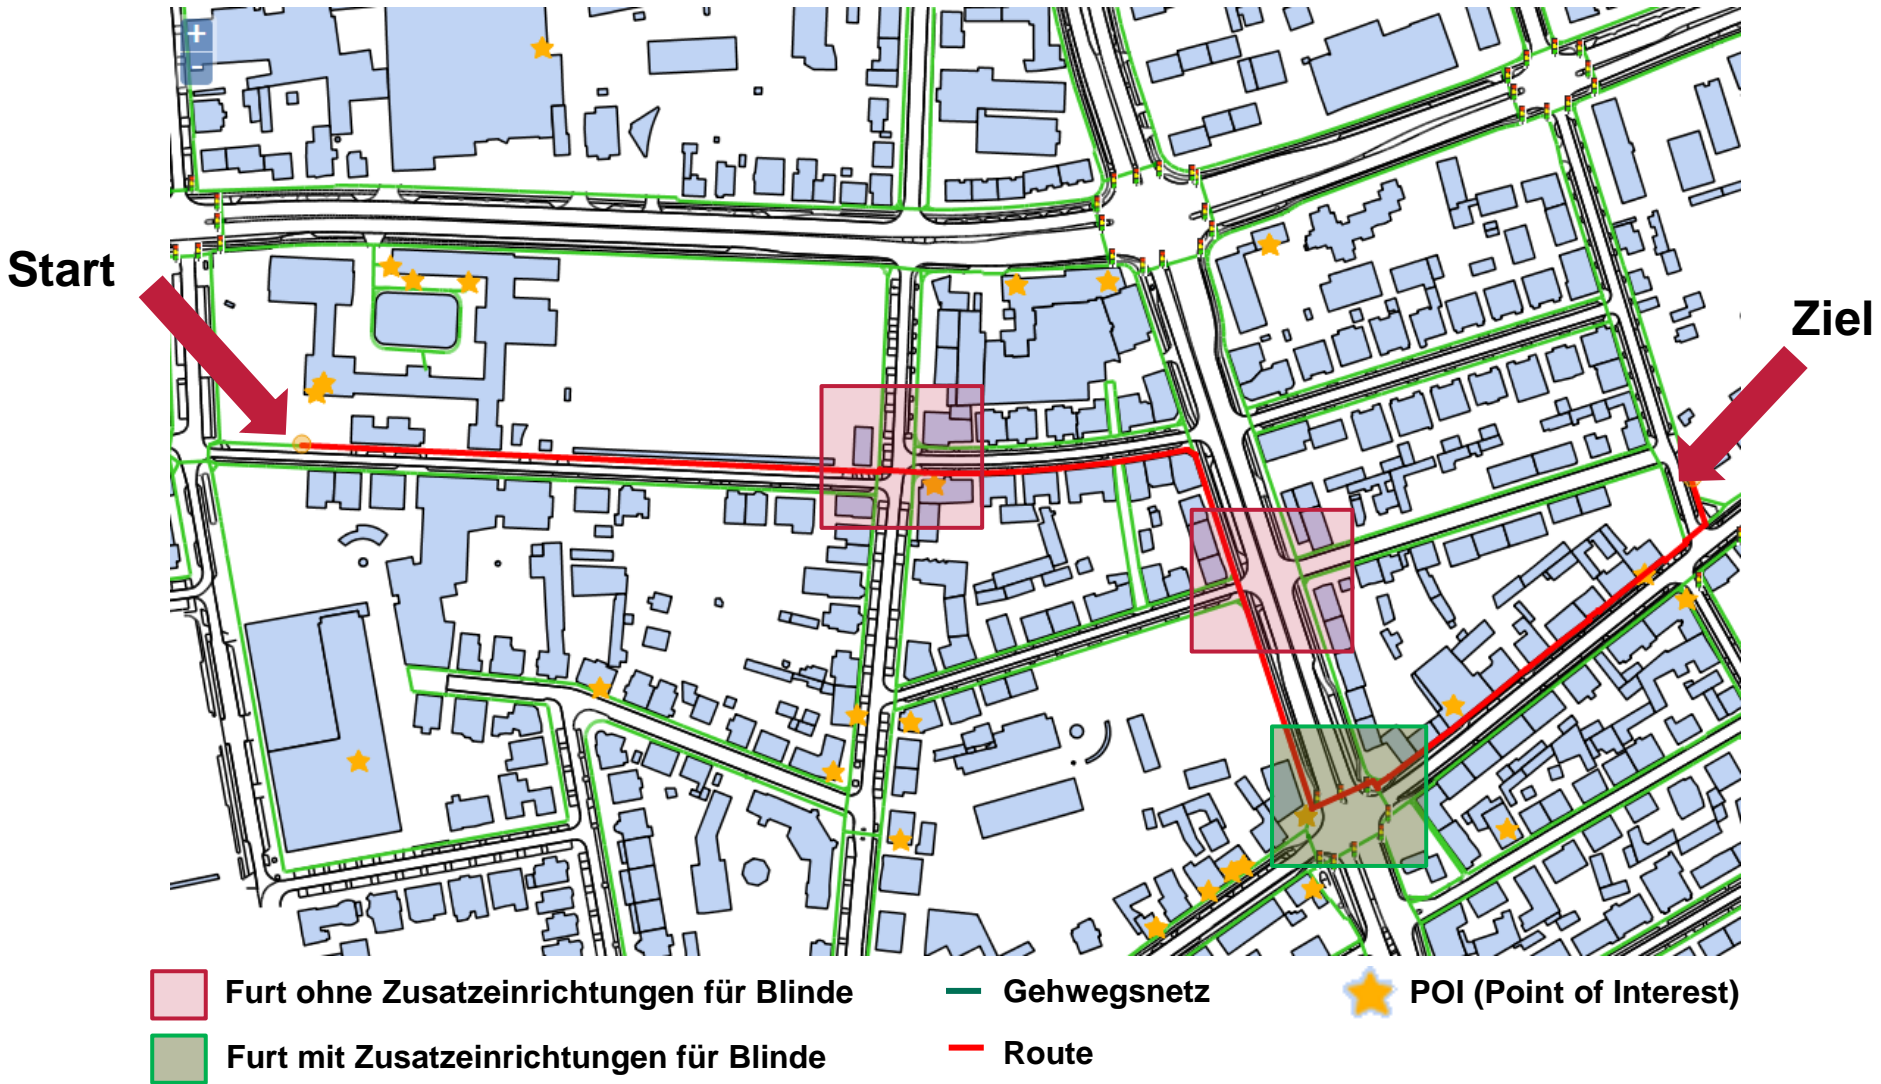 +
-
Start
Ziel
Furt ohne Zusatzeinrichtungen für Blinde
Gehwegsnetz
POI (Point of Interest)
Furt mit Zusatzeinrichtungen für Blinde
Route